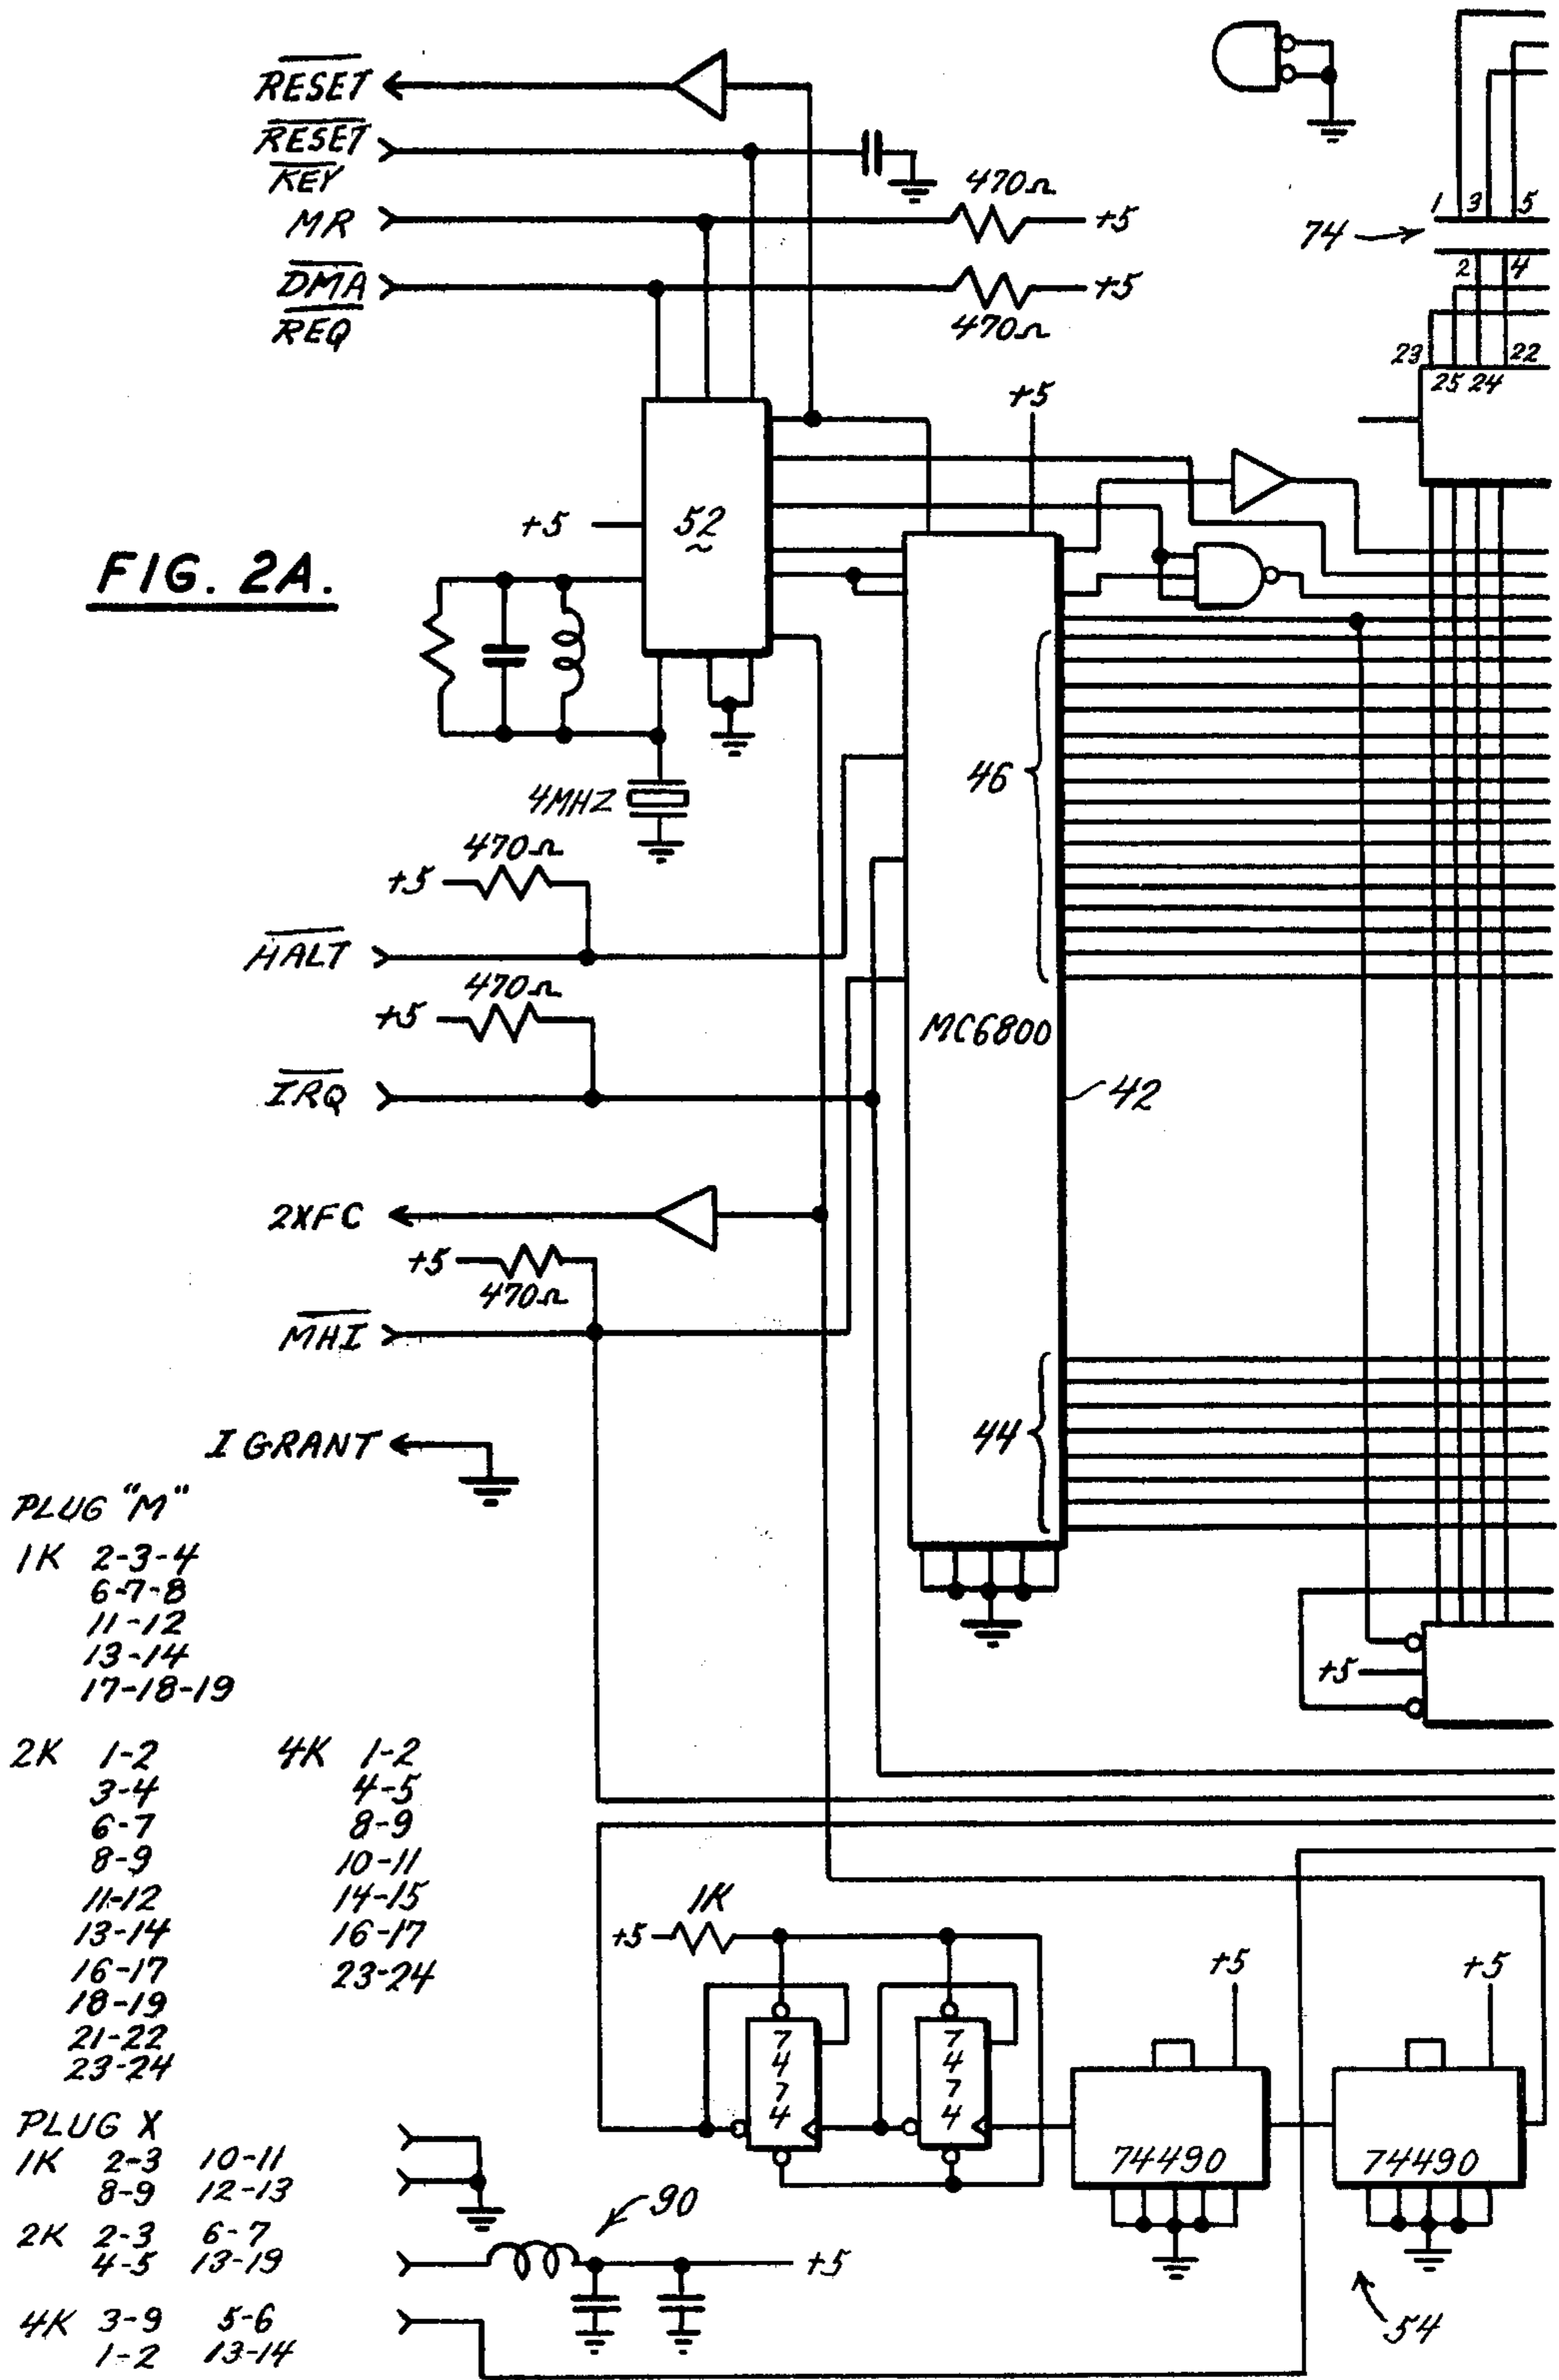 RESET
RESET
KEY
MR
DMA
REQ
470Ω
+5
+5
470Ω
1 3 5
74
2 4
23 22
25 24
+5
+5
52
FIG. 2A.
4MHZ
46
470Ω
+5
HALT
470Ω
+5
MC6800
IRQ
42
2XFC
+5
470Ω
MHI
44
I GRANT
+5
PLUG "M"
1K 2-3-4
6-7-8
11-12
13-14
17-18-19
2K 1-2
3-4
6-7
8-9
11-12
13-14
16-17
18-19
21-22
23-24
4K 1-2
4-5
8-9
10-11
14-15
16-17
23-24
1K
+5
+5
+5
7474
7474
74490
74490
PLUG X
1K 2-3 10-11
8-9 12-13
2K 2-3 6-7
4-5 13-19
4K 3-9 5-6
1-2 13-14
90
+5
54